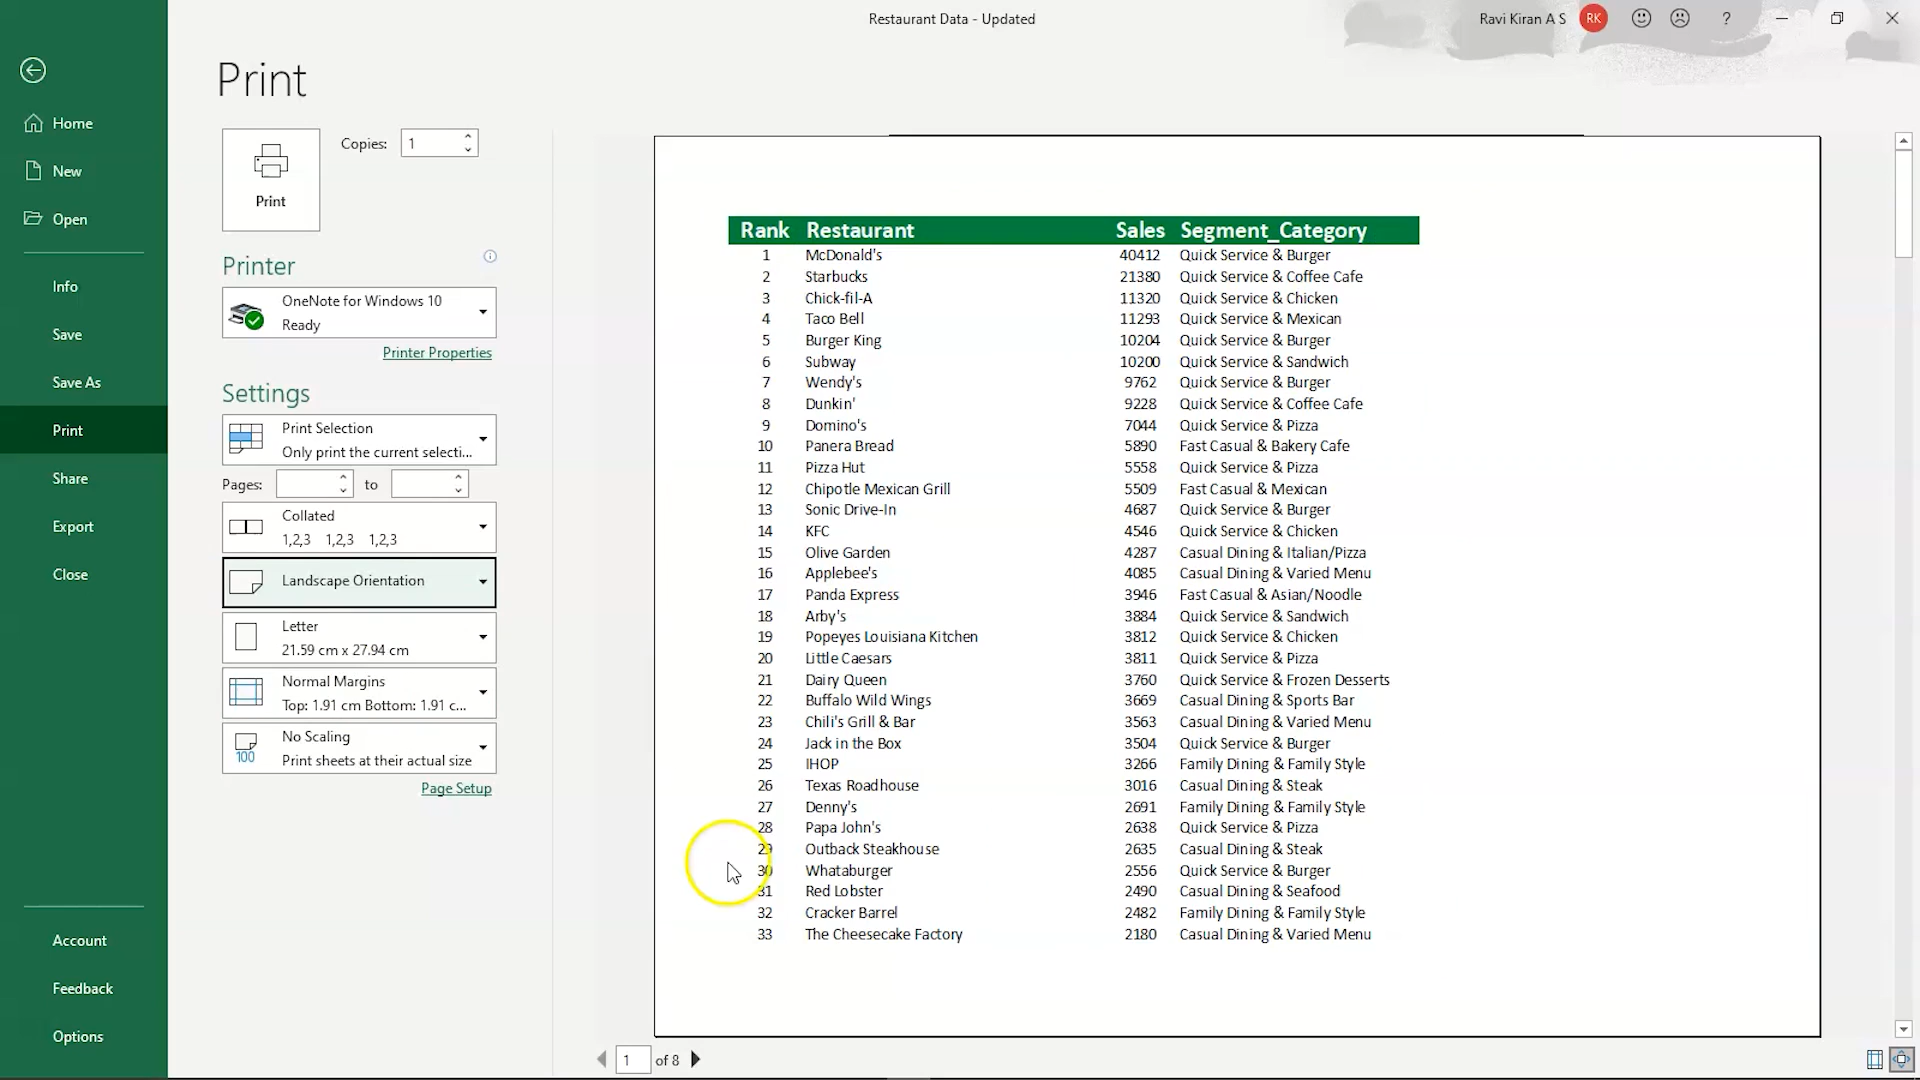 Restaurant Data - Updated
Ravi Kiran A S
RK
?
Home
New
Open
Info
Save
Save As
Print
Share
Export
Close
Account
Feedback
Options
Print
Print
Copies:
1
Printer
OneNote for Windows 10
Ready
Printer Properties
Settings
Print Selection
Only print the current selecti...
Pages:
to
Collated
1,2,3 1,2,3 1,2,3
Landscape Orientation
Letter
21.59 cm x 27.94 cm
Normal Margins
Top: 1.91 cm Bottom: 1.91 c...
100
No Scaling
Print sheets at their actual size
Page Setup
Rank Restaurant Sales Segment_Category
1 McDonald's 40412 Quick Service & Burger
2 Starbucks 21380 Quick Service & Coffee Cafe
3 Chick-fil-A 11320 Quick Service & Chicken
4 Taco Bell 11293 Quick Service & Mexican
5 Burger King 10204 Quick Service & Burger
6 Subway 10200 Quick Service & Sandwich
7 Wendy's 9762 Quick Service & Burger
8 Dunkin' 9228 Quick Service & Coffee Cafe
9 Domino's 7044 Quick Service & Pizza
10 Panera Bread 5890 Fast Casual & Bakery Cafe
11 Pizza Hut 5558 Quick Service & Pizza
12 Chipotle Mexican Grill 5509 Fast Casual & Mexican
13 Sonic Drive-In 4687 Quick Service & Burger
14 KFC 4546 Quick Service & Chicken
15 Olive Garden 4287 Casual Dining & Italian/Pizza
16 Applebee's 4085 Casual Dining & Varied Menu
17 Panda Express 3946 Fast Casual & Asian/Noodle
18 Arby's 3884 Quick Service & Sandwich
19 Popeyes Louisiana Kitchen 3812 Quick Service & Chicken
20 Little Caesars 3811 Quick Service & Pizza
21 Dairy Queen 3760 Quick Service & Frozen Desserts
22 Buffalo Wild Wings 3669 Casual Dining & Sports Bar
23 Chili's Grill & Bar 3563 Casual Dining & Varied Menu
24 Jack in the Box 3504 Quick Service & Burger
25 IHOP 3266 Family Dining & Family Style
26 Texas Roadhouse 3016 Casual Dining & Steak
27 Denny's 2691 Family Dining & Family Style
28 Papa John's 2638 Quick Service & Pizza
29 Outback Steakhouse 2635 Casual Dining & Steak
30 Whataburger 2556 Quick Service & Burger
31 Red Lobster 2490 Casual Dining & Seafood
32 Cracker Barrel 2482 Family Dining & Family Style
33 The Cheesecake Factory 2180 Casual Dining & Varied Menu
1 of 8